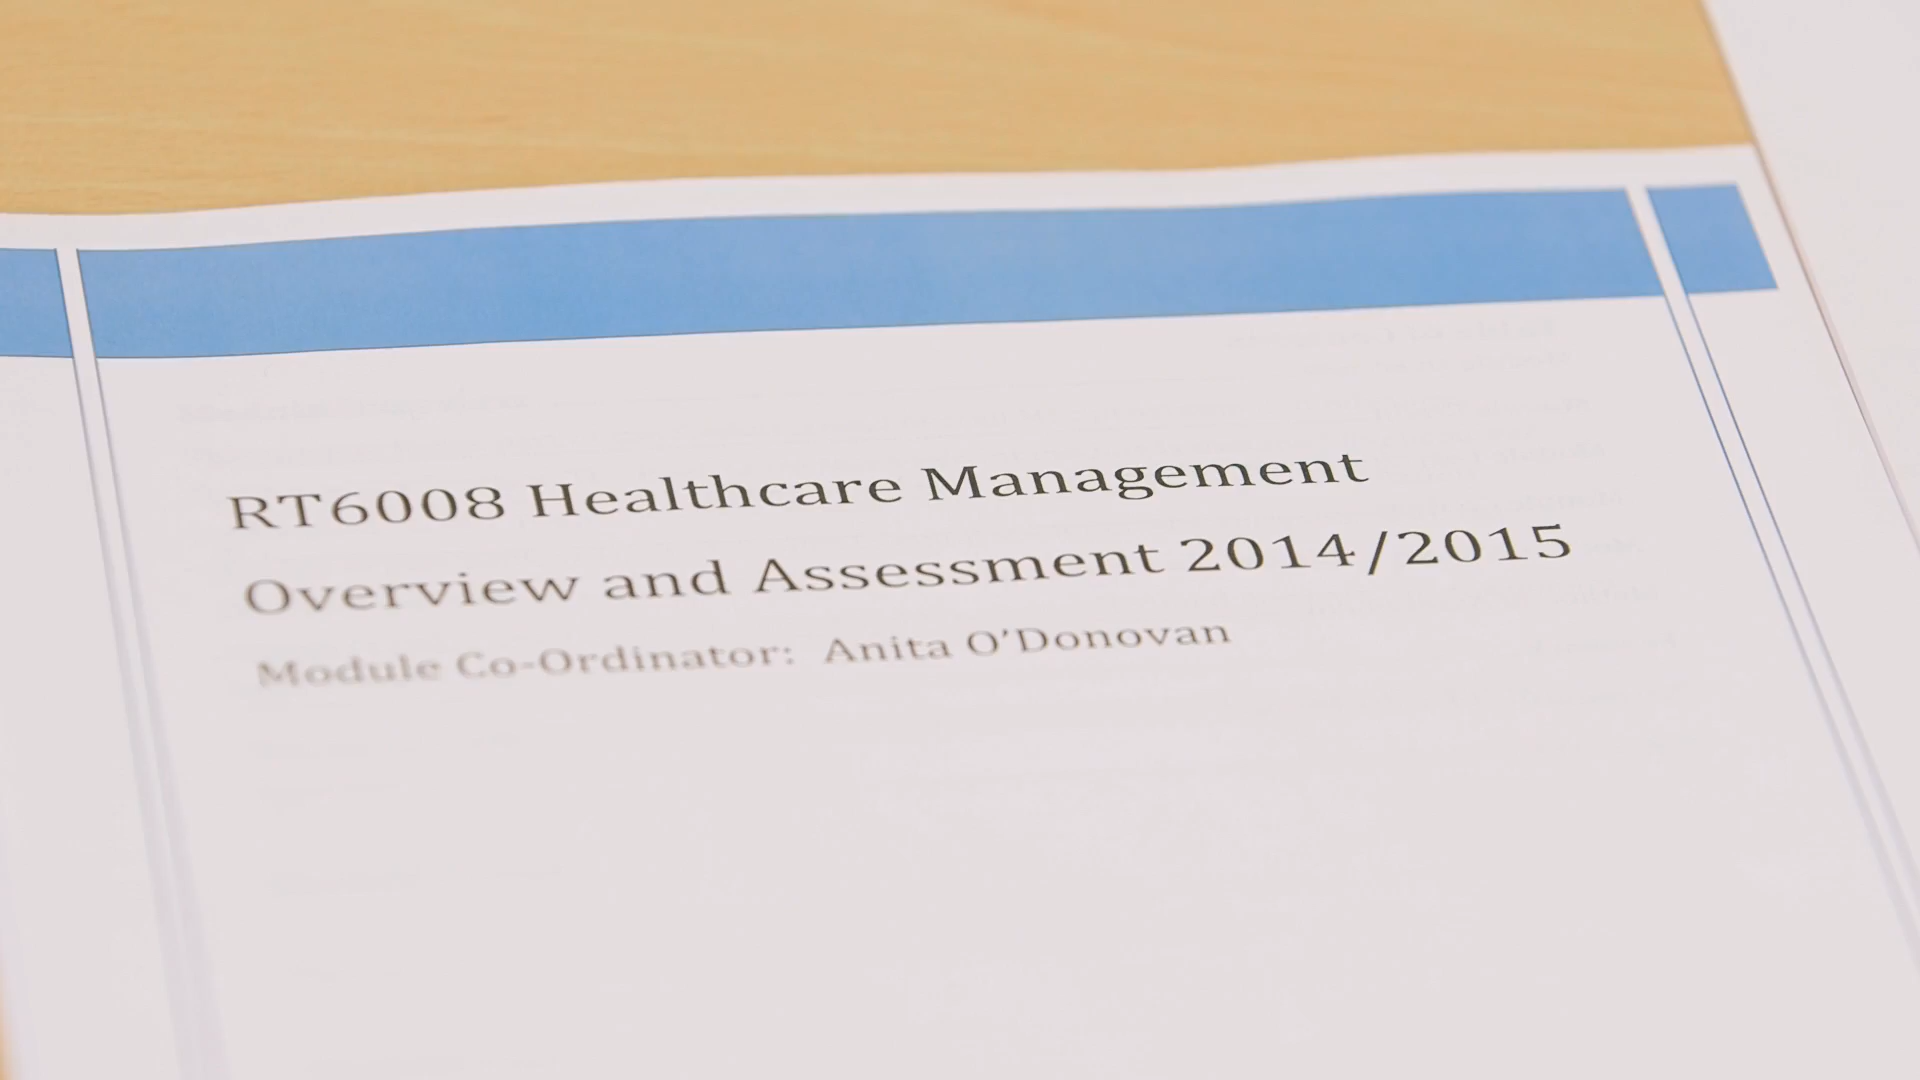 RT6008 Healthcare Management
Overview and Assessment 2014/2015
Module Co-Ordinator: Anita O’Donovan